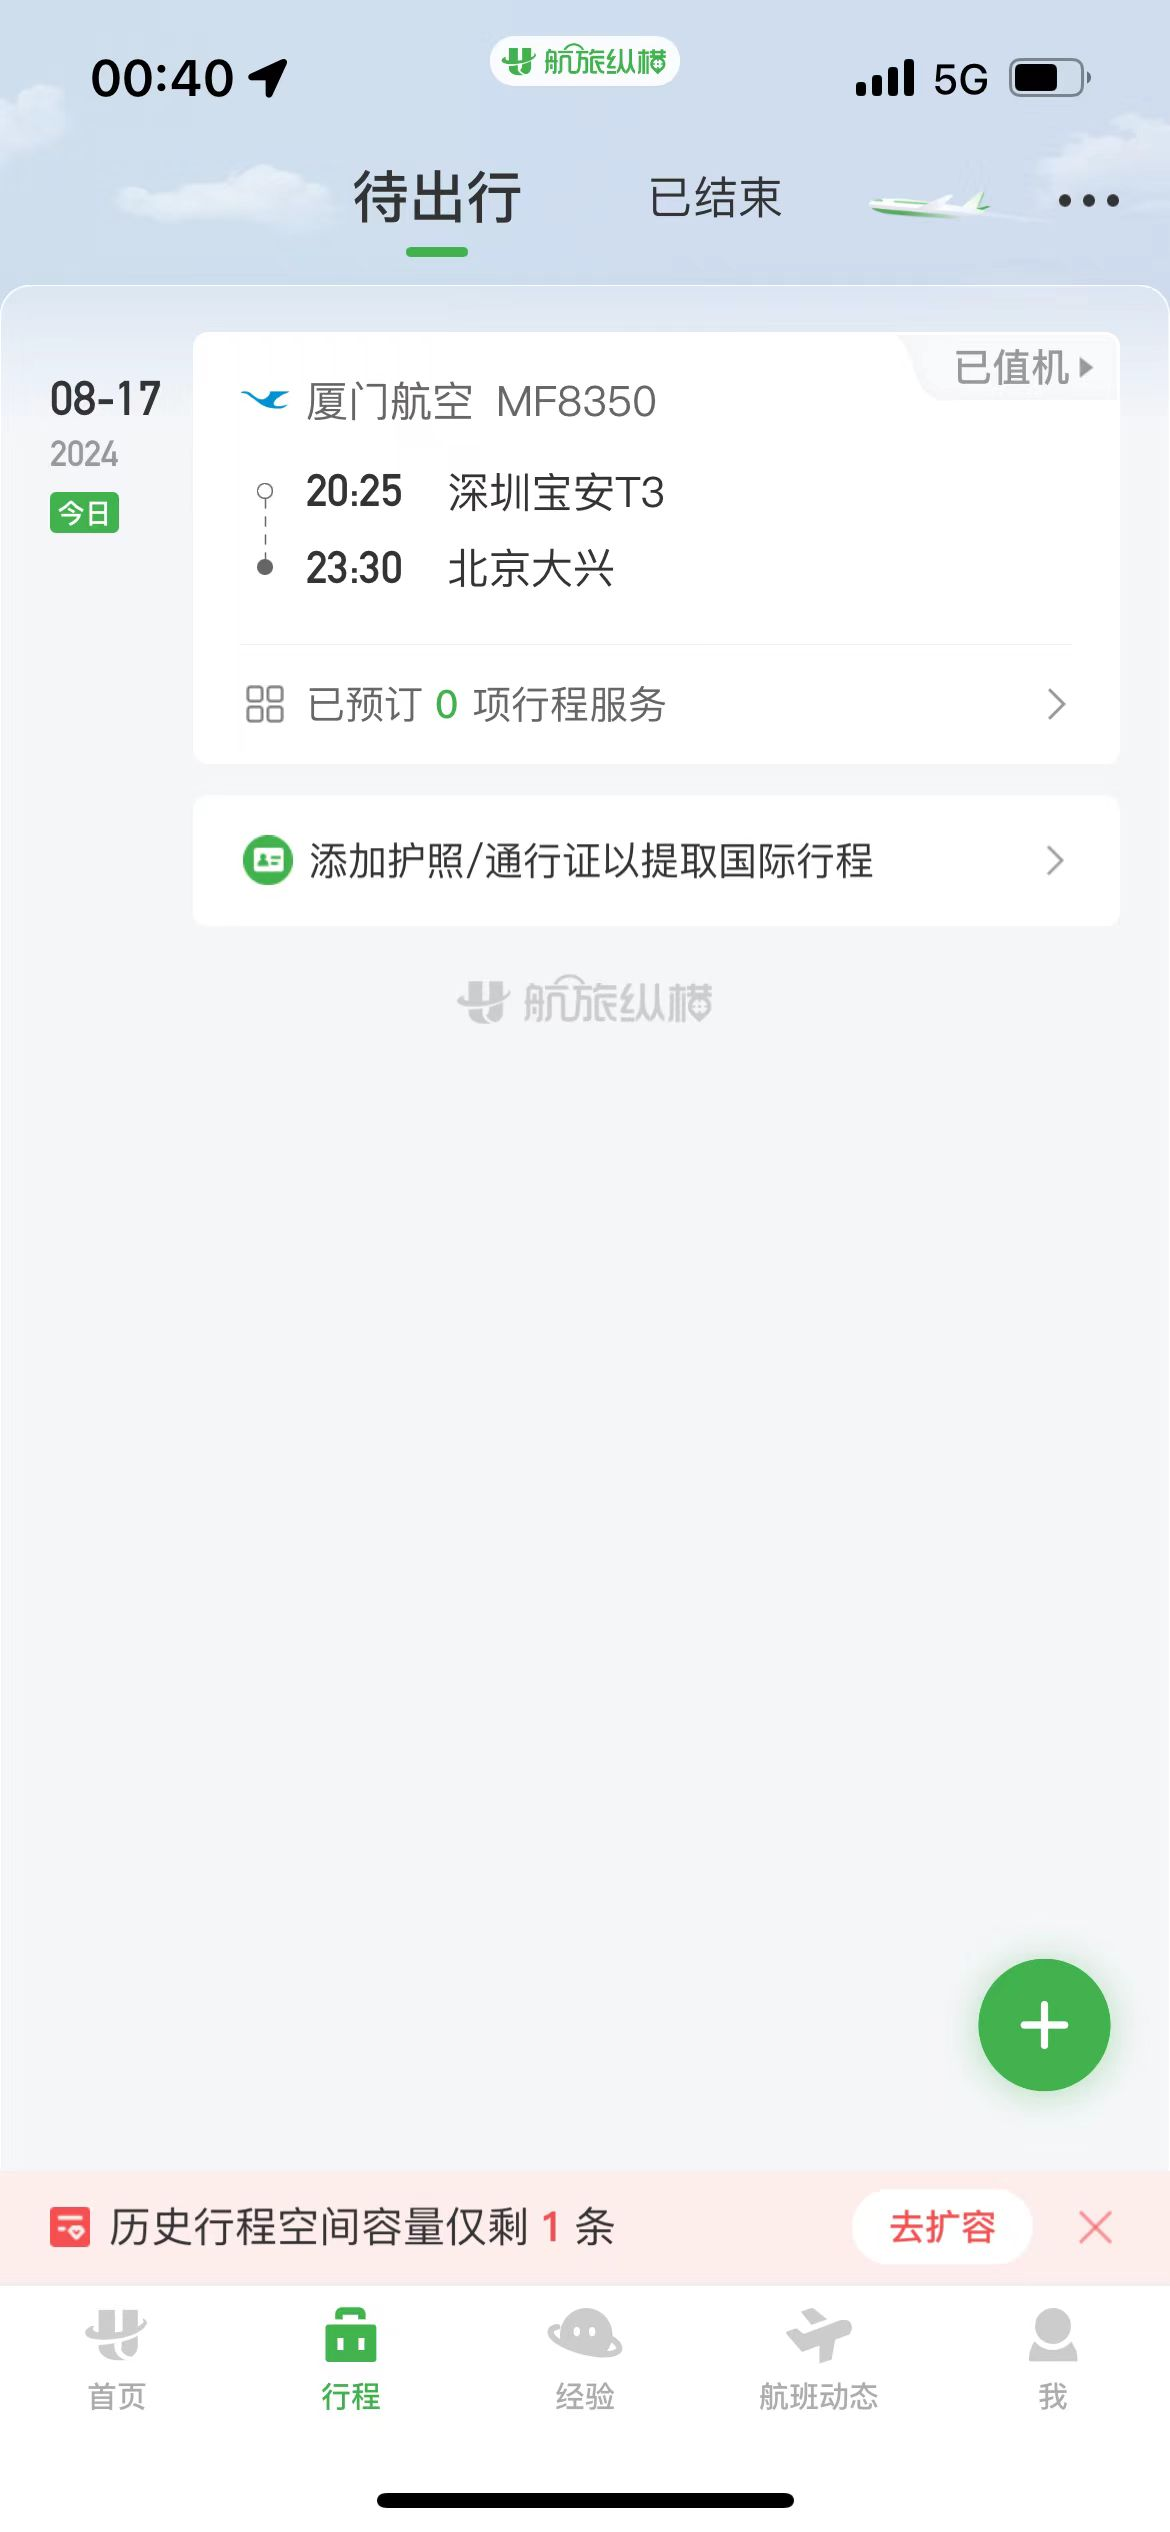 00:40
航旅纵横
5G
待出行
已结束
08-17
2024
今日
厦门航空 MF8350
已值机
20:25 深圳宝安T3
23:30 北京大兴
已预订 0 项行程服务
添加护照/通行证以提取国际行程
航旅纵横
历史行程空间容量仅剩 1 条
去扩容
首页
行程
经验
航班动态
我